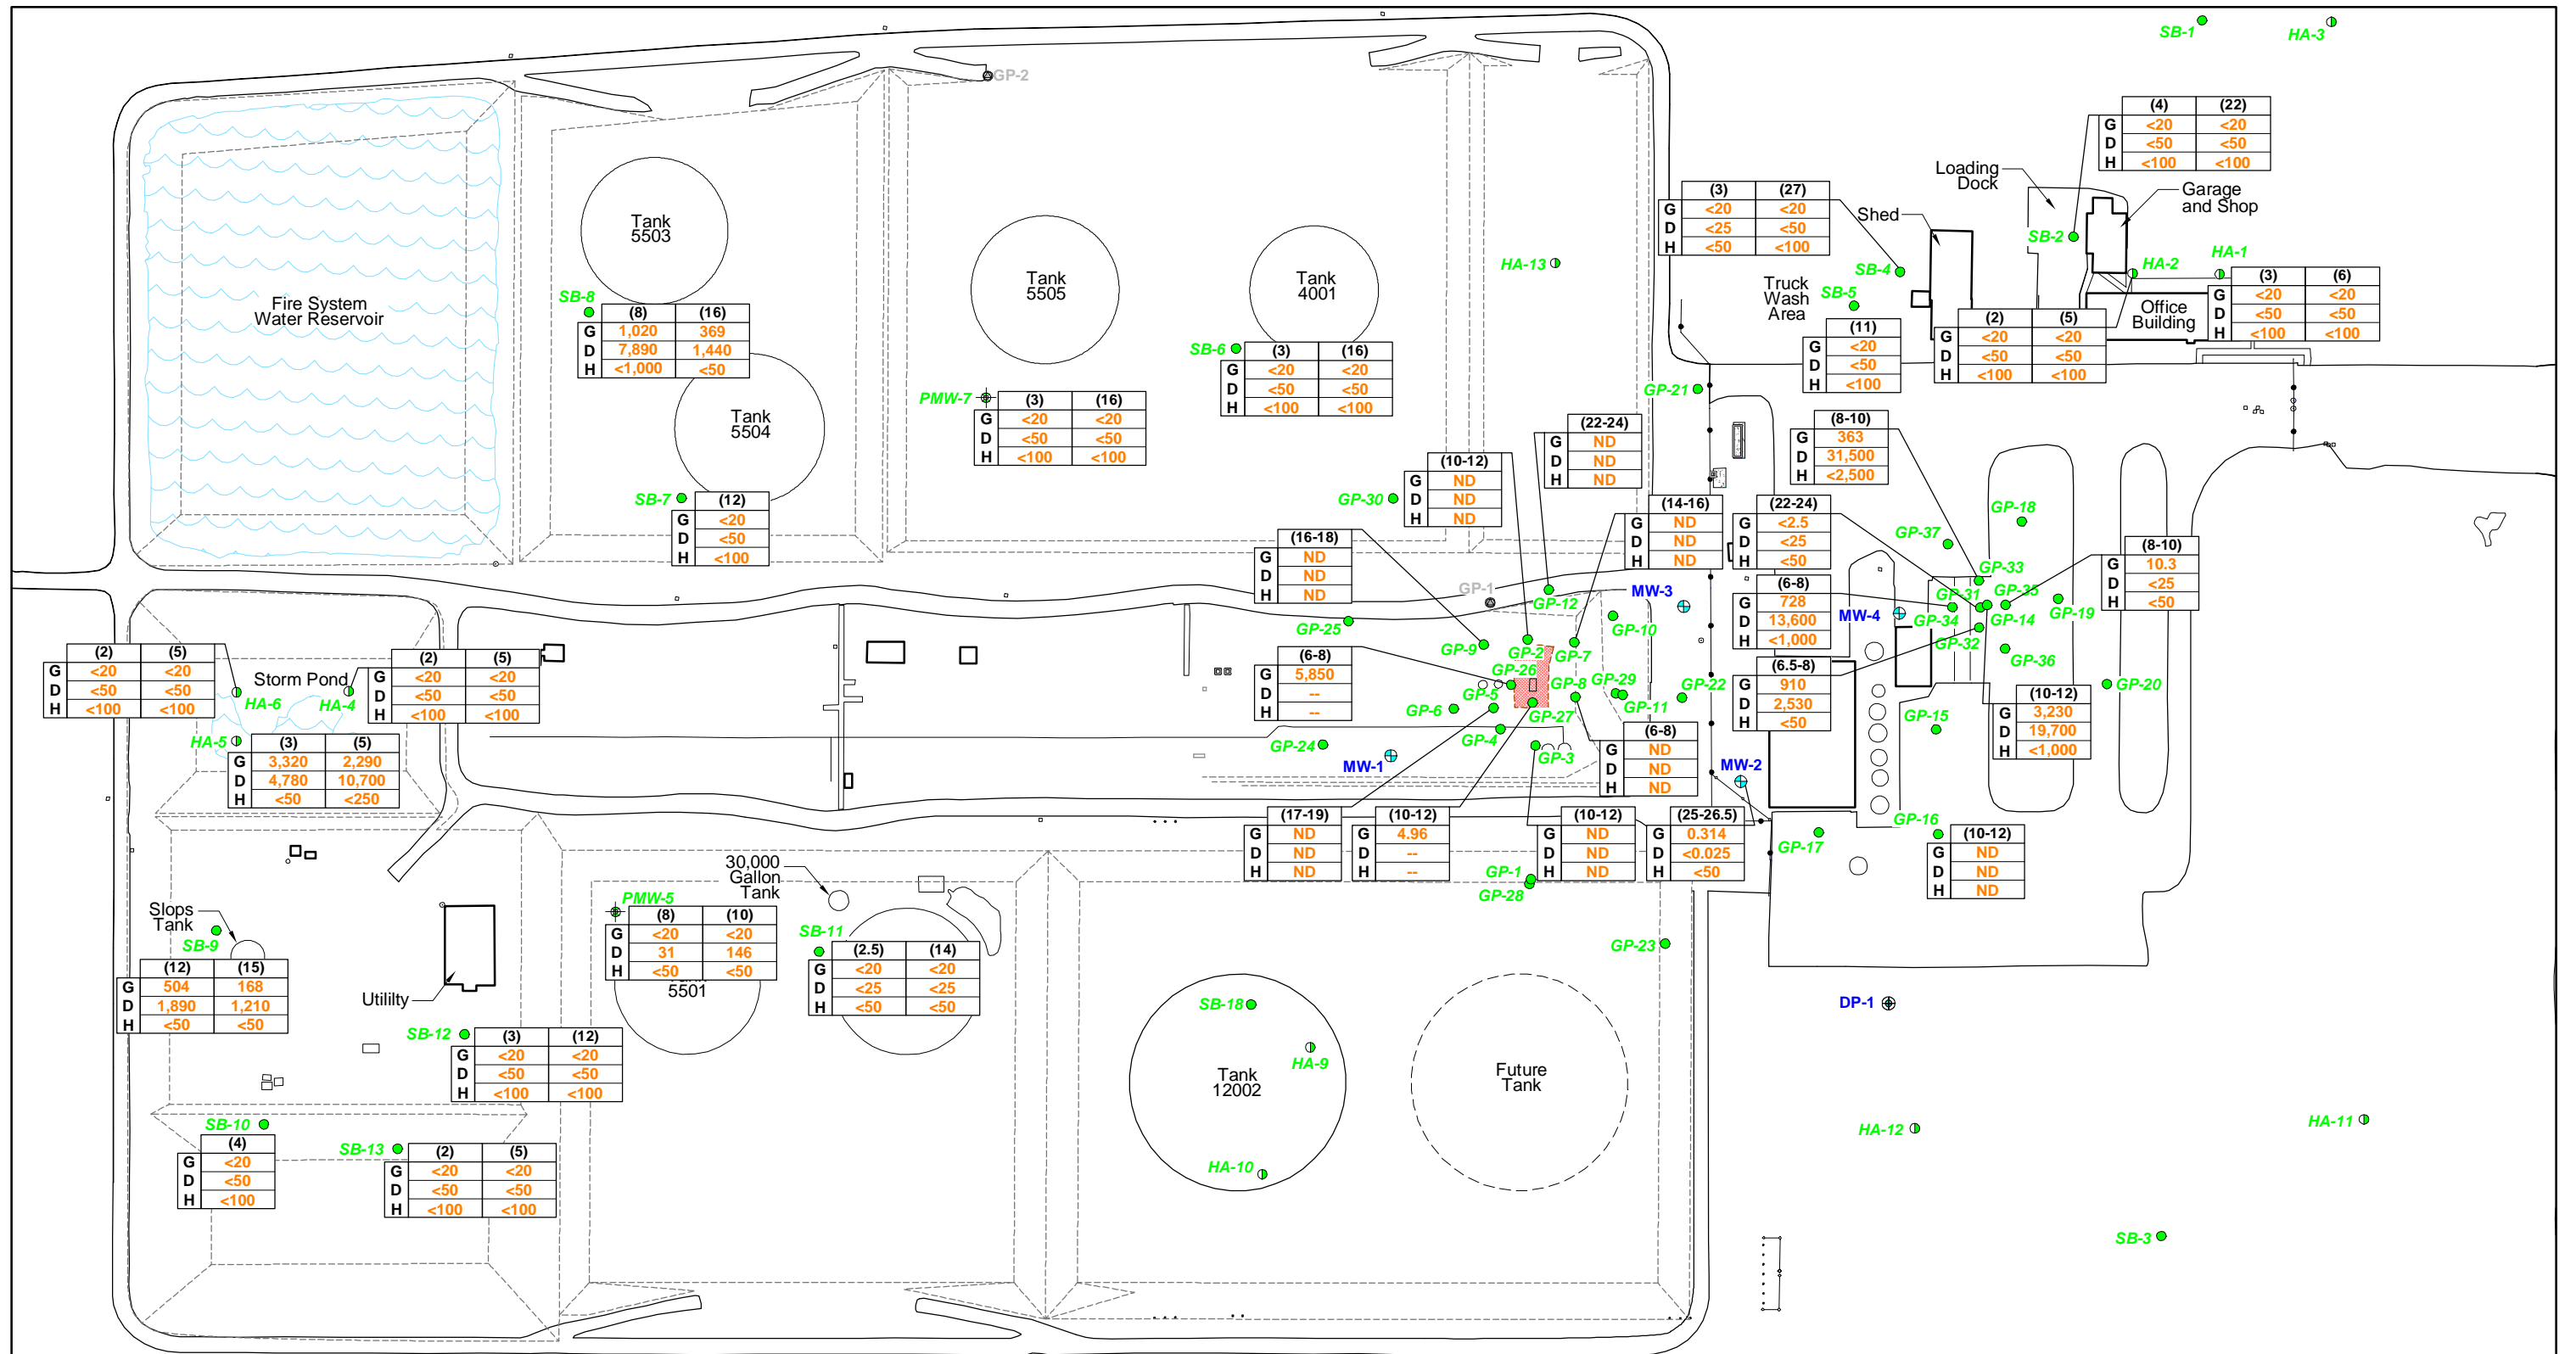 SB-1
HA-3
GP-2
(4) (22)
G <20 <20
D <50 <50
H <100 <100
Loading
Dock
Garage
and Shop
Shed
SB-2
(3) (27)
G <20 <20
D <25 <50
H <50 <100
SB-4
HA-2
HA-1
(3) (6)
G <20 <20
D <50 <50
H <100 <100
Truck
Wash
Area
SB-5
(11)
G <20
D <50
H <100
Office
Building
(2) (5)
G <20 <20
D <50 <50
H <100 <100
Tank
5503
Tank
5505
Tank
4001
HA-13
Fire System
Water Reservoir
SB-8
(8) (16)
G 1,020 369
D 7,890 1,440
H <1,000 <50
Tank
5504
SB-6
(3) (16)
G <20 <20
D <50 <50
H <100 <100
PMW-7
(3) (16)
G <20 <20
D <50 <50
H <100 <100
GP-21
SB-7
(12)
G <20
D <50
H <100
(22-24)
G ND
D ND
H ND
(10-12)
G ND
D ND
H ND
GP-30
(8-10)
G 363
D 31,500
H <2,500
(14-16)
G ND
D ND
H ND
(22-24)
G <2.5
D <25
H <50
(16-18)
G ND
D ND
H ND
GP-18
GP-37
GP-33
(8-10)
G 10.3
D <25
H <50
GP-1
GP-12
MW-3
(6-8)
G 728
D 13,600
H <1,000
MW-4
GP-31
GP-35
GP-34
GP-14
GP-19
GP-32
GP-36
GP-25
GP-10
GP-9
GP-2
GP-7
(6-8)
G 5,850
D --
H --
GP-26
GP-5
GP-8
GP-29
GP-11
GP-22
GP-6
GP-27
GP-4
GP-3
GP-24
MW-1
(6.5-8)
G 910
D 2,530
H <50
GP-20
GP-15
(10-12)
G 3,230
D 19,700
H <1,000
(6-8)
G ND
D ND
H ND
MW-2
(2) (5)
G <20 <20
D <50 <50
H <100 <100
Storm Pond
HA-6
HA-4
(2) (5)
G <20 <20
D <50 <50
H <100 <100
HA-5
(3) (5)
G 3,320 2,290
D 4,780 10,700
H <50 <250
(17-19)
G ND
D ND
H ND
(10-12)
G 4.96
D --
H --
(10-12)
G ND
D ND
H ND
(25-26.5)
G 0.314
D <0.025
H <50
GP-17
GP-16
(10-12)
G ND
D ND
H ND
GP-1
GP-28
30,000
Gallon
Tank
Slops
Tank
SB-9
(12) (15)
G 504 168
D 1,890 1,210
H <50 <50
Utililty
PMW-5
(8) (10)
G <20 <20
D 31 146
H <50 <50
5501
SB-11
(2.5) (14)
G <20 <20
D <25 <25
H <50 <50
GP-23
SB-18
DP-1
SB-12
(3) (12)
G <20 <20
D <50 <50
H <100 <100
HA-9
Tank
12002
Future
Tank
SB-10
(4)
G <20
D <50
H <100
SB-13
(2) (5)
G <20 <20
D <50 <50
H <100 <100
HA-10
HA-12
HA-11
SB-3